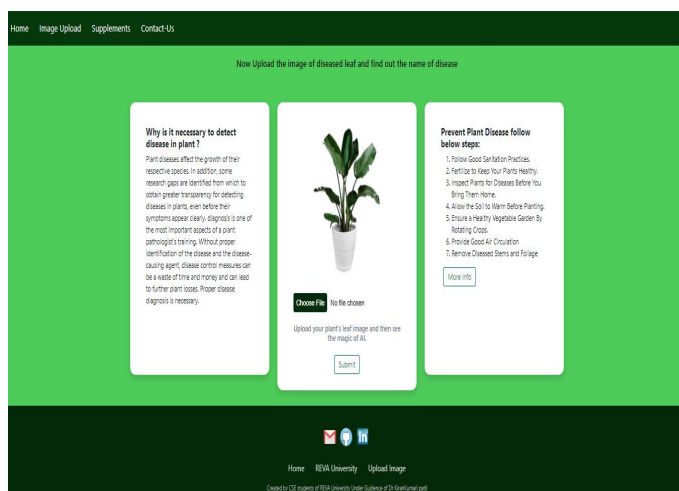 Home Image Upload Supplements Contact-Us
Now Upload the image of diseased leaf and find out the name of disease
Why is it necessary to detect
disease in plant ?
Plant diseases affect the growth of their
respective species. In addition, some
research gaps are identified from which to
obtain greater transparency for detecting
diseases in plants, even before their
symptoms appear clearly. diagnosis is one of
the most important aspects of a plant
pathologist's training. Without proper
identification of the disease and the disease-
causing agent, disease control measures can
be a waste of time and money and can lead
to further plant losses. Proper disease
diagnosis is necessary.
Choose File No file chosen
Upload your plant's leaf image and then see
the magic of AI.
Submit
Prevent Plant Disease follow
below steps:
1. Follow Good Sanitation Practices.
2. Fertilize to Keep Your Plants Healthy.
3. Inspect Plants for Diseases Before You
Bring Them Home.
4. Allow the Soil to Warm Before Planting.
5. Ensure a Healthy Vegetable Garden By
Rotating Crops.
6. Provide Good Air Circulation
7. Remove Diseased Stems and Foliage
More info
in
Home REVA University Upload Image
Created by CSE students of REVA University Under Guidence of Dr KiranKumari patil